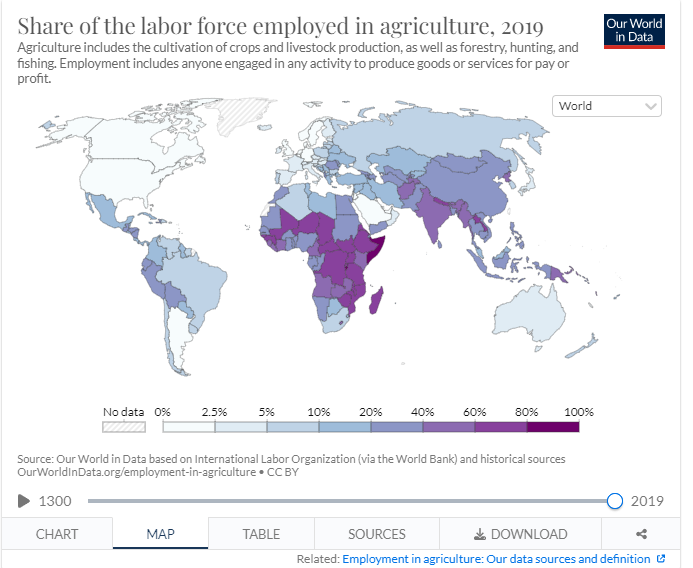 Share of the labor force employed in agriculture, 2019
Our World
in Data
Agriculture includes the cultivation of crops and livestock production, as well as forestry, hunting, and
fishing. Employment includes anyone engaged in any activity to produce goods or services for pay or
profit.
World
No data 0% 2.5% 5% 10% 20% 40% 60% 80% 100%
Source: Our World in Data based on International Labor Organization (via the World Bank) and historical sources
OurWorldInData.org/employment-in-agriculture • CC BY
1300 2019
CHART MAP TABLE SOURCES DOWNLOAD
Related: Employment in agriculture: Our data sources and definition